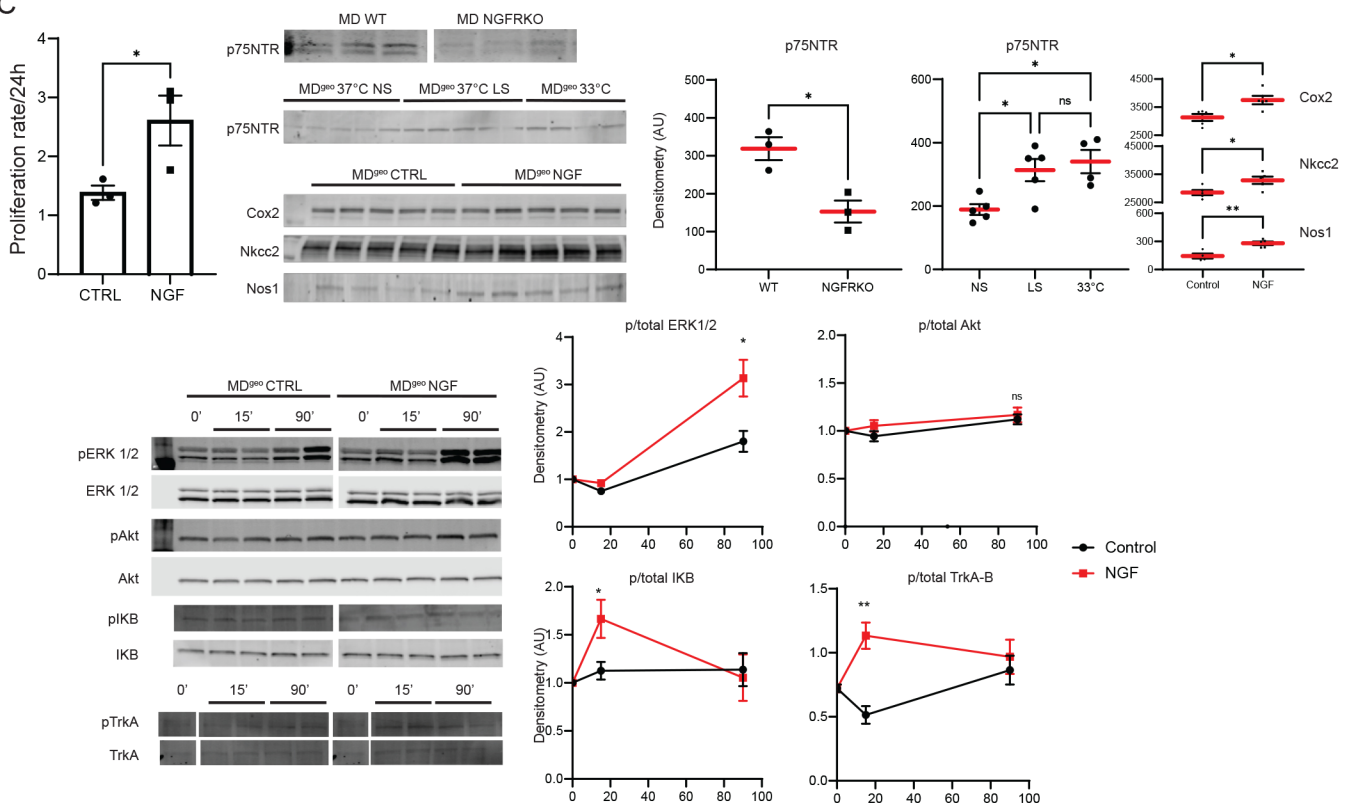 C
4
3
2
1
0
Proliferation rate/24h
*
CTRL NGF
MD WT MD NGFRKO
p75NTR
MDgeo 37°C NS MDgeo 37°C LS MDgeo 33°C
p75NTR
MDgeo CTRL MDgeo NGF
Cox2
Nkcc2
Nos1
p75NTR
Densitometry (AU)
500
400
300
200
100
0
*
WT NGFRKO
p75NTR
600
400
200
0
*
* ns
NS LS 33°C
*
4500
3500
2500
Cox2
*
45000
35000
25000
Nkcc2
**
600
300
0
Nos1
Control NGF
MDgeo CTRL MDgeo NGF
0' 15' 90' 0' 15' 90'
pERK 1/2
ERK 1/2
pAkt
Akt
pIKB
IKB
0' 15' 90' 0' 15' 90'
pTrkA
TrkA
p/total ERK1/2
Densitometry (AU)
4
3
2
1
0
*
0 20 40 60 80 100
p/total Akt
2.0
1.5
1.0
0.5
0.0
ns
0 20 40 60 80 100
Control
NGF
p/total IKB
Densitometry (AU)
2.0
1.5
1.0
0.5
0.0
*
0 20 40 60 80 100
p/total TrkA-B
1.5
1.0
0.5
0.0
**
0 20 40 60 80 100